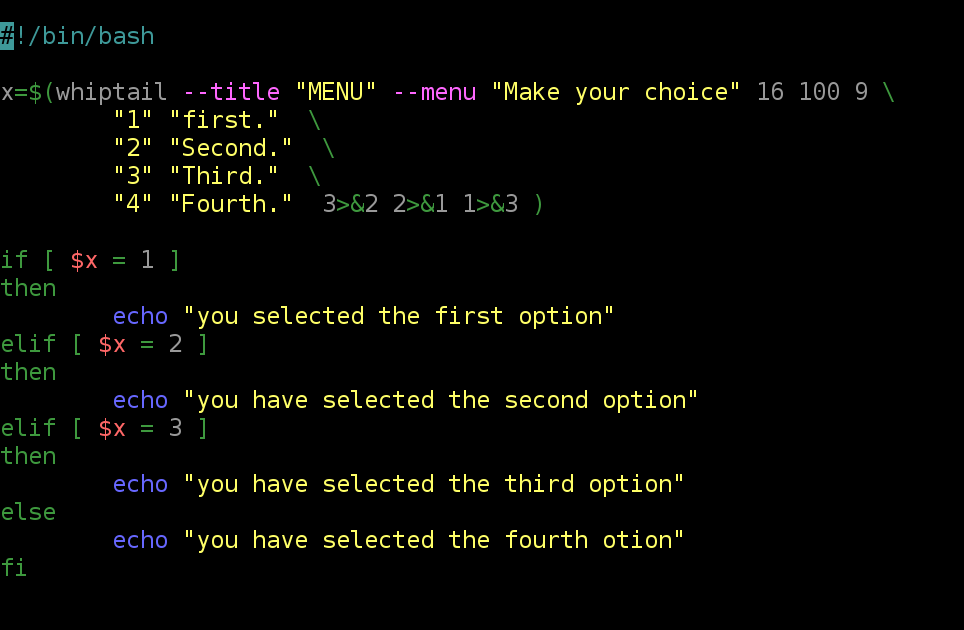 #!/bin/bash
x=$(whiptail --title "MENU" --menu "Make your choice" 16 100 9 \
        "1" "first."  \
        "2" "Second."  \
        "3" "Third."  \
        "4" "Fourth."  3>&2 2>&1 1>&3 )
if [ $x = 1 ]
then
        echo "you selected the first option"
elif [ $x = 2 ]
then
        echo "you have selected the second option"
elif [ $x = 3 ]
then
        echo "you have selected the third option"
else
        echo "you have selected the fourth otion"
fi